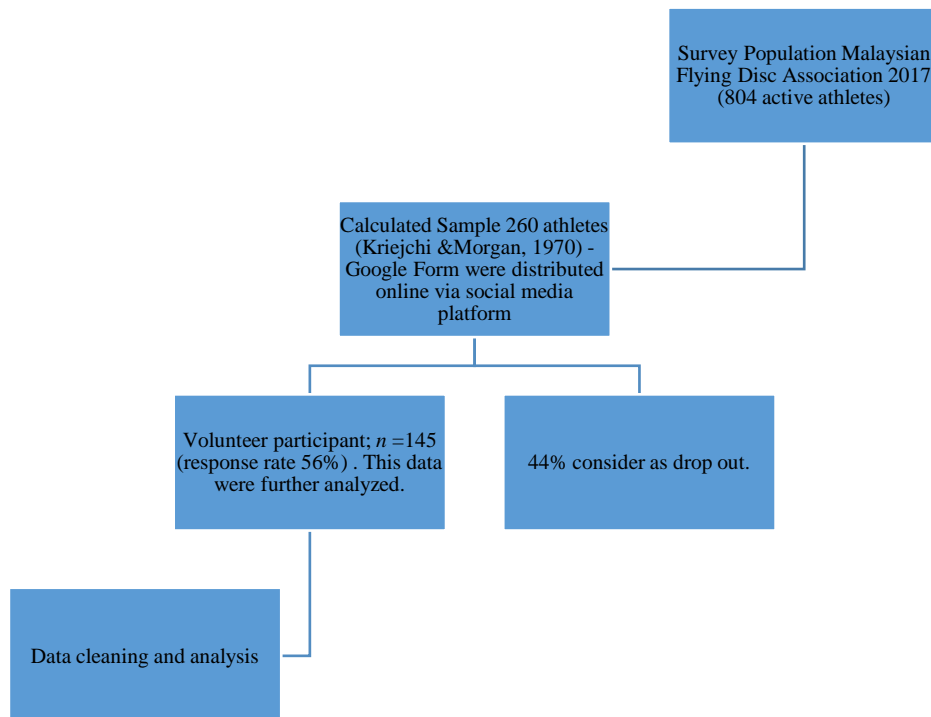 Survey Population Malaysian
Flying Disc Association 2017
(804 active athletes)
Calculated Sample 260 athletes
(Kriejchi &Morgan, 1970) -
Google Form were distributed
online via social media
platform
Volunteer participant; n =145
(response rate 56%) . This data
were further analyzed.
44% consider as drop out.
Data cleaning and analysis